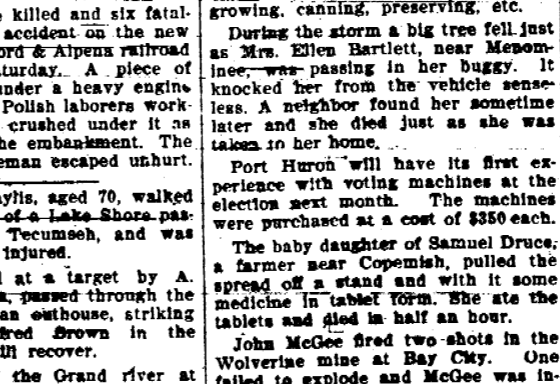 e killed and six fatal-
accident on the new
ord & Alpena railroad
turday. A piece of
under a heavy engine
Polish laborers work-
crushed under it as
he embankment. The
eman escaped unhurt.
ylis, aged 70, walked
of a Lake Shore pas-
Tecumseh, and was
injured.
l at a target by A.
passed through the
an outhouse, striking
fred Brown in the
ill recover.
the Grand river at
growing, canning, preserving, etc.
During the storm a big tree fell just
as Mrs. Ellen Bartlett, near Menom-
inee, was passing in her buggy. It
knocked her from the vehicle sense-
less. A neighbor found her sometime
later and she died just as she was
taken to her home.
Port Huron will have its first ex-
perience with voting machines at the
election next month. The machines
were purchased at a cost of $350 each.
The baby daughter of Samuel Druce,
a farmer near Copemish, pulled the
spread off a stand and with it some
medicine in tablet form. She ate the
tablets and died in half an hour.
John McGee fired two shots in the
Wolverine mine at Bay City. One
failed to explode and McGee was in-